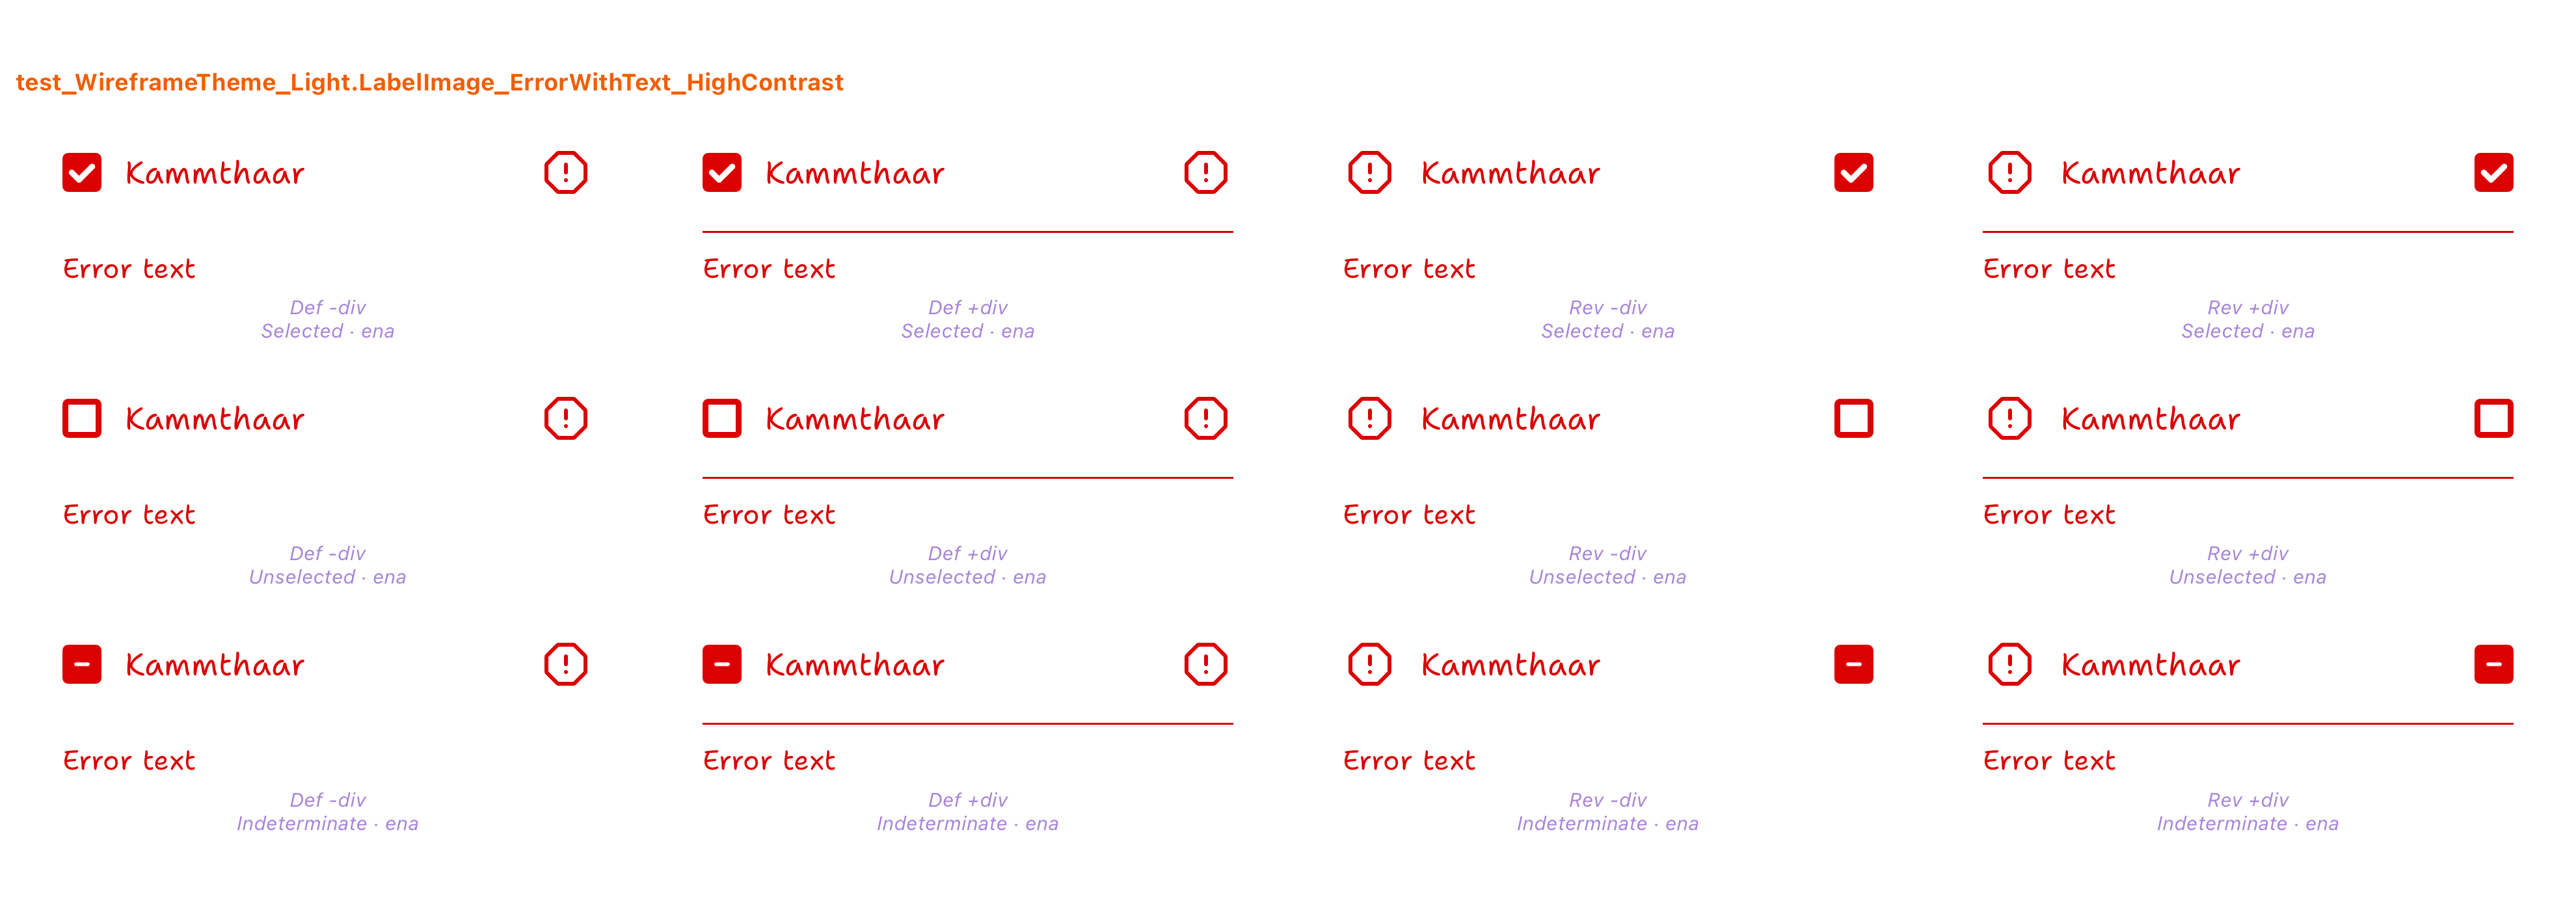 test_WireframeTheme_Light.LabelImage_ErrorWithText_HighContrast
Kammthaar
Kammthaar
Kammthaar
Kammthaar
Error text
Error text
Error text
Error text
Def -div
Selected · ena
Def +div
Selected · ena
Rev -div
Selected · ena
Rev +div
Selected · ena
Kammthaar
Kammthaar
Kammthaar
Kammthaar
Error text
Error text
Error text
Error text
Def -div
Unselected · ena
Def +div
Unselected · ena
Rev -div
Unselected · ena
Rev +div
Unselected · ena
Kammthaar
Kammthaar
Kammthaar
Kammthaar
Error text
Error text
Error text
Error text
Def -div
Indeterminate · ena
Def +div
Indeterminate · ena
Rev -div
Indeterminate · ena
Rev +div
Indeterminate · ena